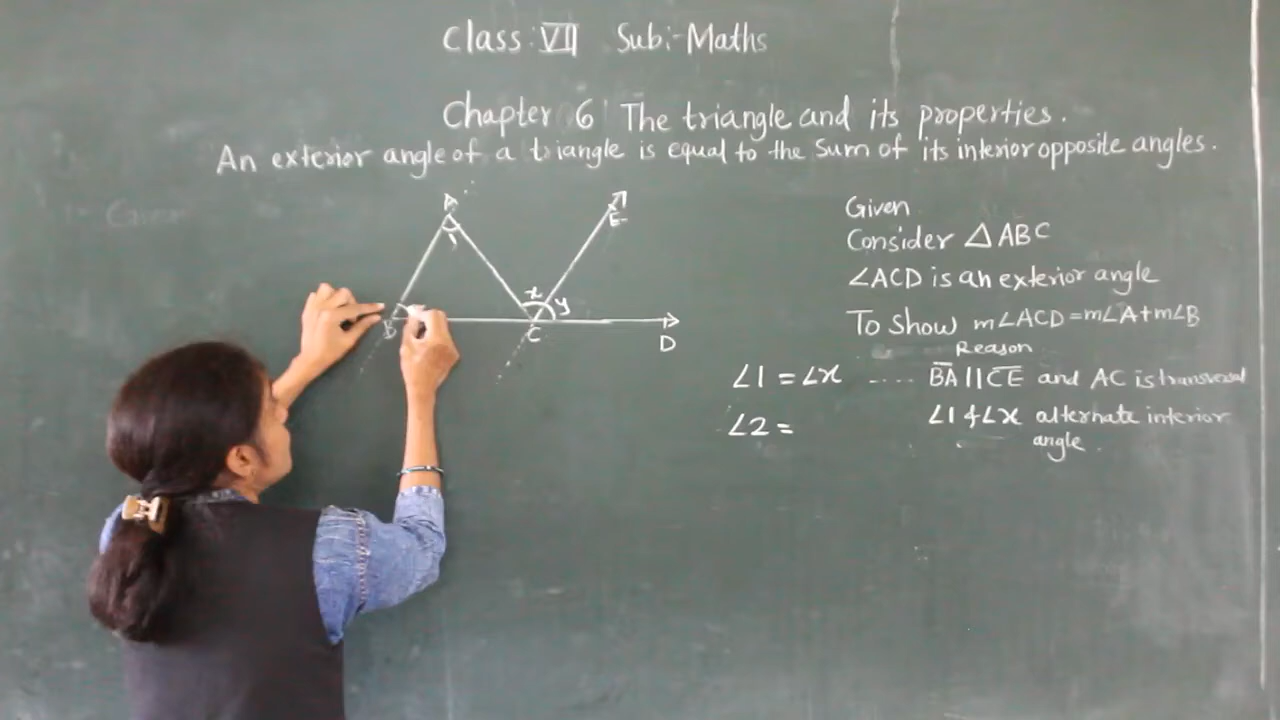 Class: VII Sub:-Maths
Chapter 6 The triangle and its properties.
An exterior angle of a triangle is equal to the sum of its interior opposite angles.
A
E
1
x y
B C
D
Given
Consider △ABC
∠ACD is an exterior angle
To Show m∠ACD=m∠A+m∠B
Reason
∠1 = ∠x .... BA || CE and AC is transversal
∠2 = ∠1 & ∠x alternate interior
angle.